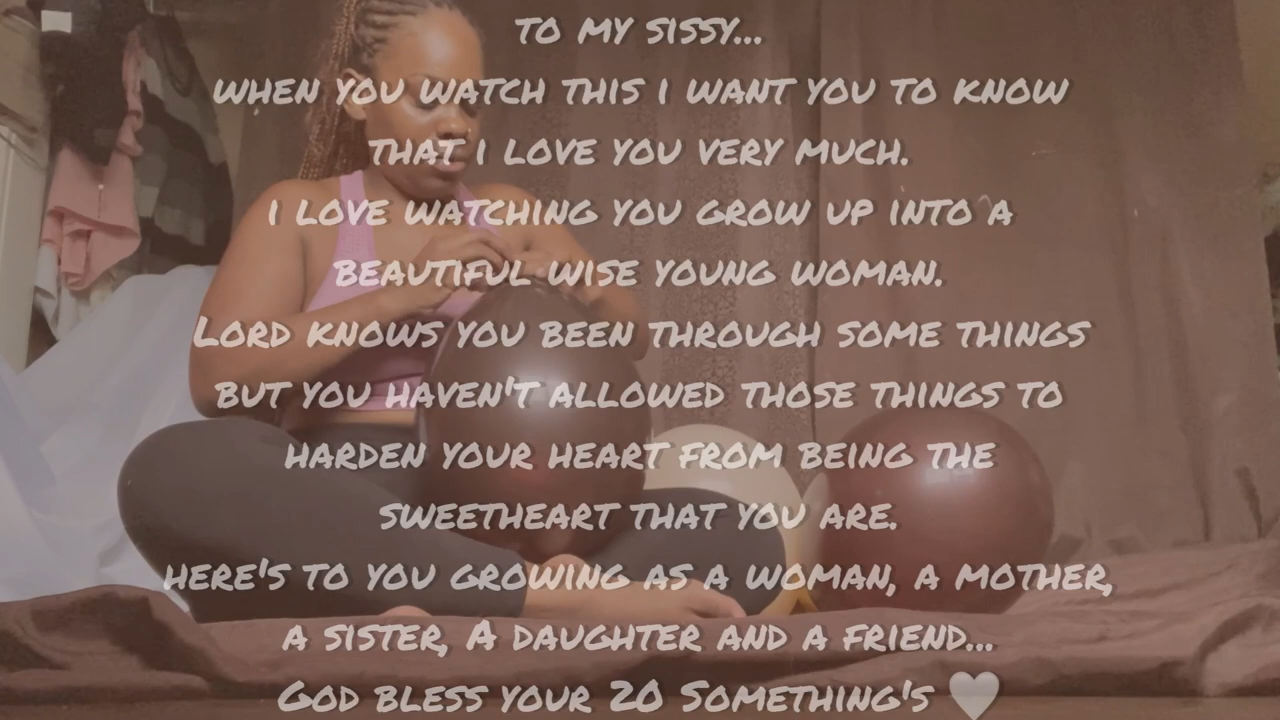 TO MY SISSY...
WHEN YOU WATCH THIS I WANT YOU TO KNOW
THAT I LOVE YOU VERY MUCH.
I LOVE WATCHING YOU GROW UP INTO A
BEAUTIFUL WISE YOUNG WOMAN.
LORD KNOWS YOU BEEN THROUGH SOME THINGS
BUT YOU HAVEN'T ALLOWED THOSE THINGS TO
HARDEN YOUR HEART FROM BEING THE
SWEETHEART THAT YOU ARE.
HERE'S TO YOU GROWING AS A WOMAN, A MOTHER,
A SISTER, A DAUGHTER AND A FRIEND...
GOD BLESS YOUR 20 SOMETHING'S 🤍